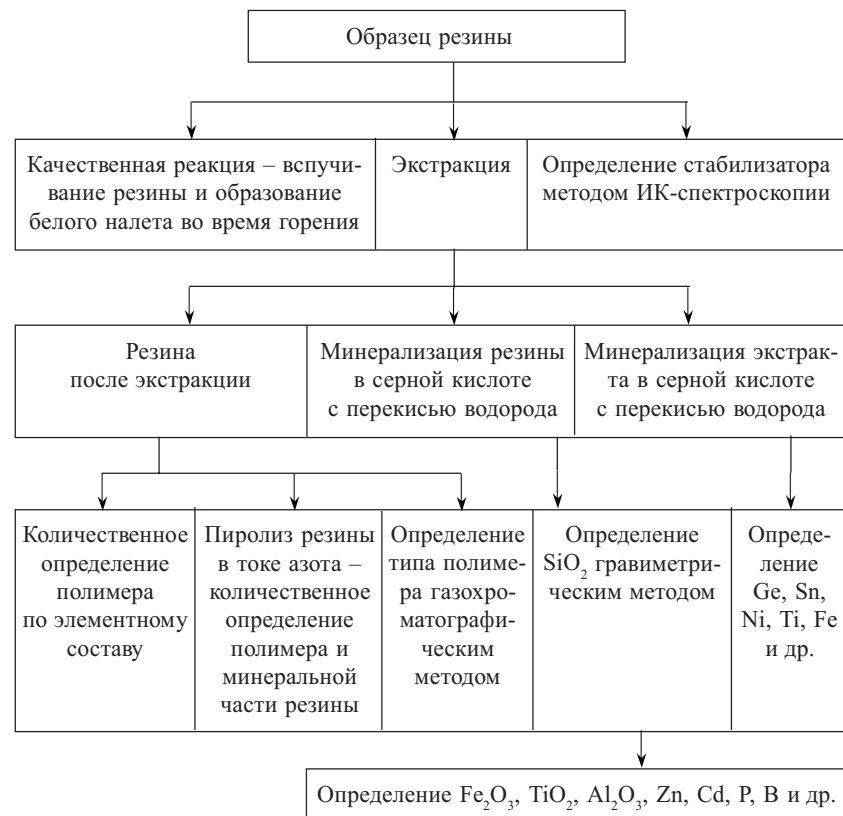 Образец резины
Качественная реакция – вспучи-
вание резины и образование
белого налета во время горения
Экстракция
Определение стабилизатора
методом ИК-спектроскопии
Резина
после экстракции
Минерализация резины
в серной кислоте
с перекисью водорода
Минерализация экстрак-
та в серной кислоте
с перекисью водорода
Количественное
определение
полимера
по элементному
составу
Пиролиз резины
в токе азота –
количественное
определение
полимера и
минеральной
части резины
Определение
типа полиме-
ра газохро-
матографи-
ческим
методом
Определение
SiO₂ гравиметри-
ческим методом
Опреде-
ление
Ge, Sn,
Ni, Ti, Fe
и др.
Определение Fe₂O₃, TiO₂, Al₂O₃, Zn, Cd, P, B и др.